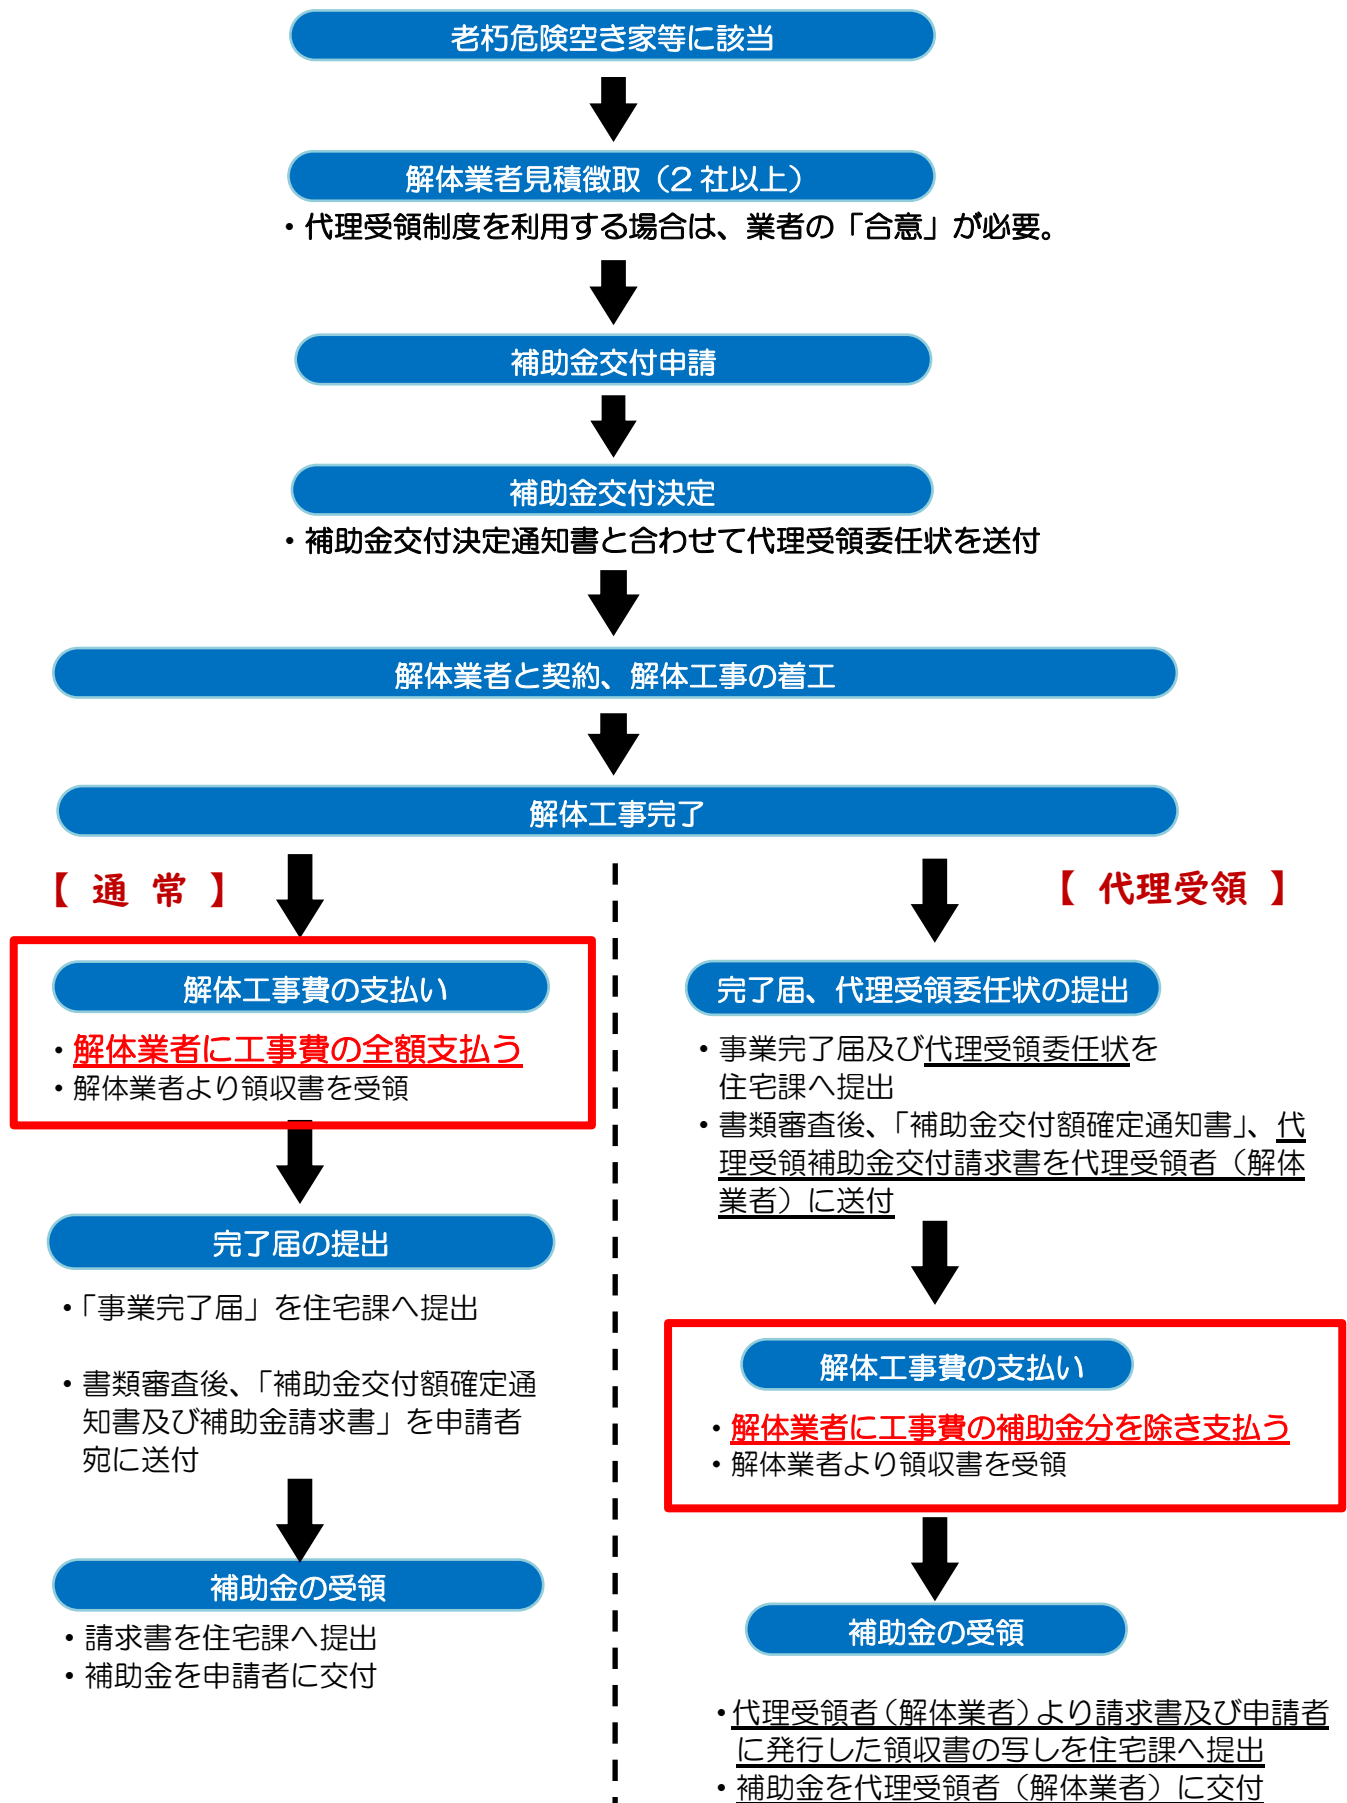 老朽危険空き家等に該当
解体業者見積徴取（2 社以上）
・代理受領制度を利用する場合は、業者の「合意」が必要。
補助金交付申請
補助金交付決定
・補助金交付決定通知書と合わせて代理受領委任状を送付
解体業者と契約、解体工事の着工
解体工事完了
【 通 常 】
解体工事費の支払い
・解体業者に工事費の全額支払う
・解体業者より領収書を受領
完了届の提出
・「事業完了届」を住宅課へ提出
・書類審査後、「補助金交付額確定通
知書及び補助金請求書」を申請者
宛に送付
補助金の受領
・請求書を住宅課へ提出
・補助金を申請者に交付
【 代理受領 】
完了届、代理受領委任状の提出
・事業完了届及び代理受領委任状を
住宅課へ提出
・書類審査後、「補助金交付額確定通知書」、代
理受領補助金交付請求書を代理受領者（解体
業者）に送付
解体工事費の支払い
・解体業者に工事費の補助金分を除き支払う
・解体業者より領収書を受領
補助金の受領
・代理受領者（解体業者）より請求書及び申請者
に発行した領収書の写しを住宅課へ提出
・補助金を代理受領者（解体業者）に交付